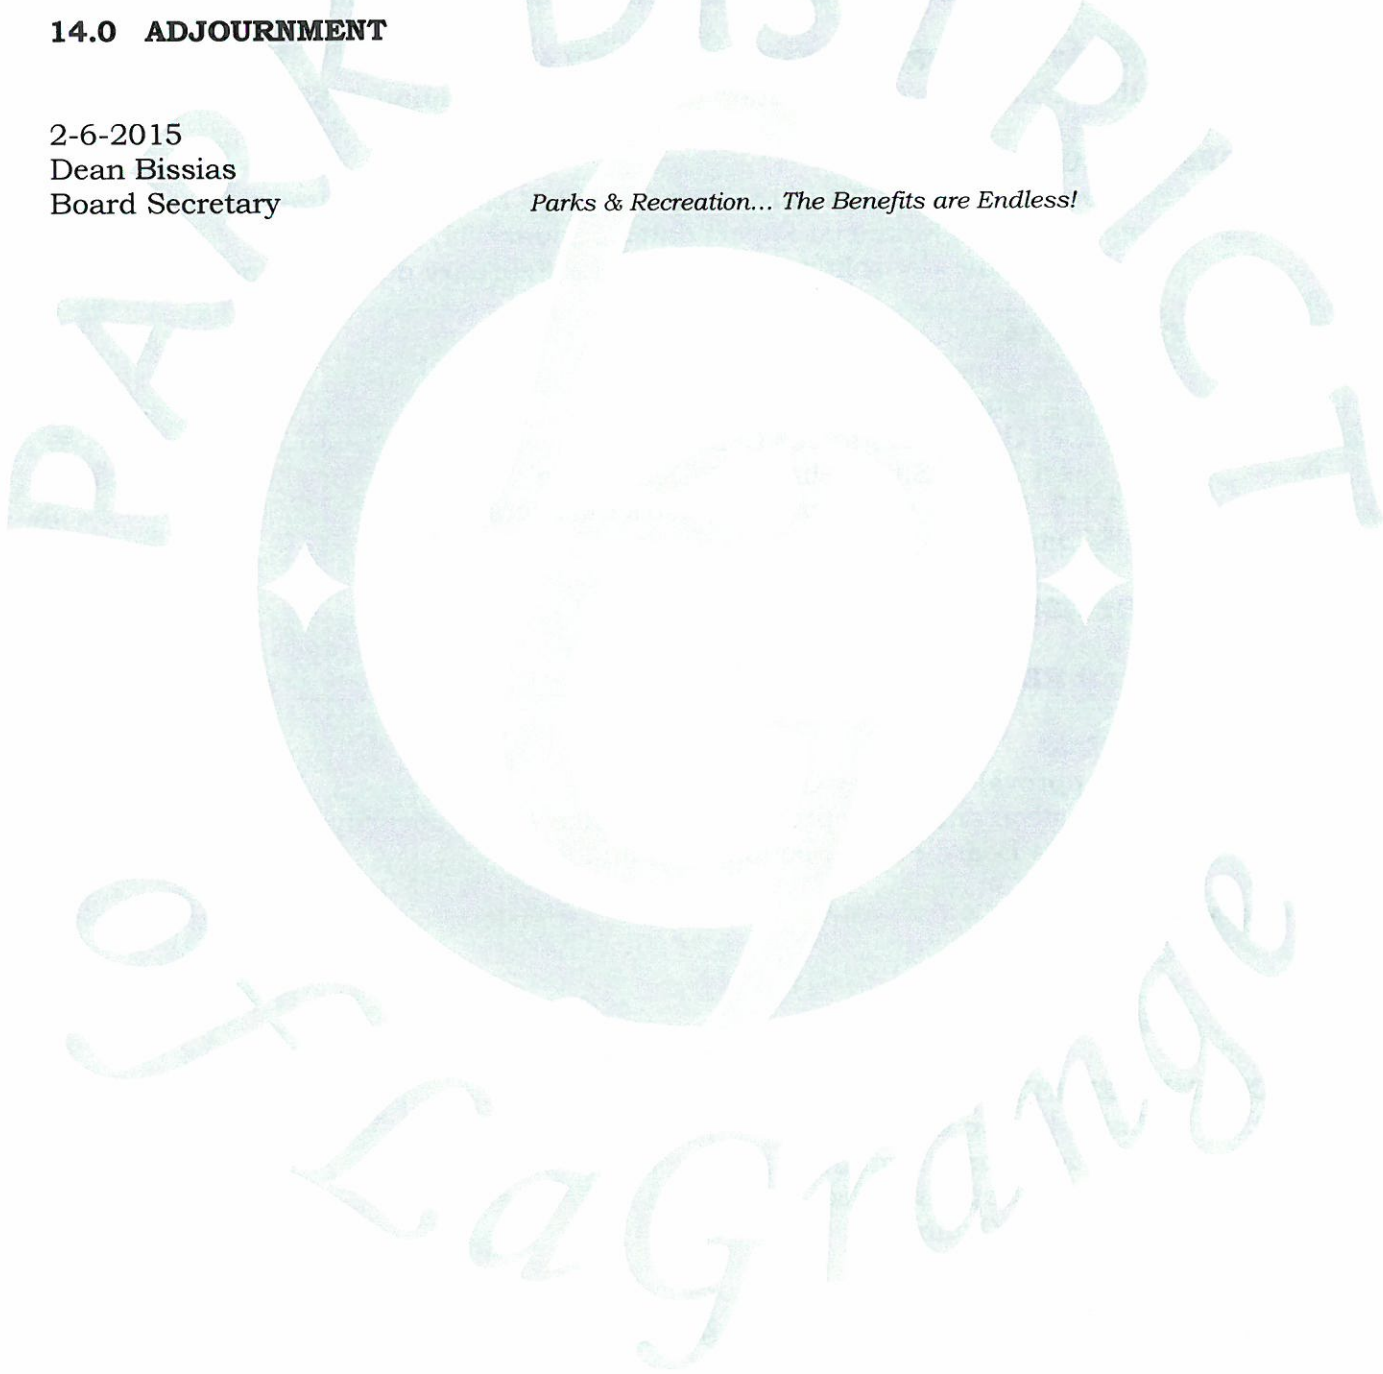 14.0 ADJOURNMENT
2-6-2015
Dean Bissias
Board Secretary
Parks & Recreation... The Benefits are Endless!
PARK DISTRICT
of LaGrange